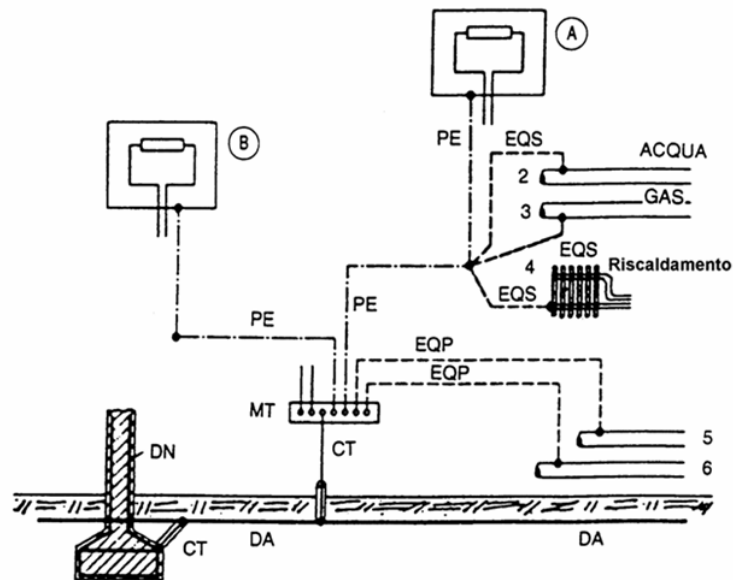 A
B
PE
EQS
ACQUA
2
3
GAS
EQS
4
Riscaldamento
EQS
PE
PE
EQP
EQP
MT
CT
5
6
DN
CT
DA
DA